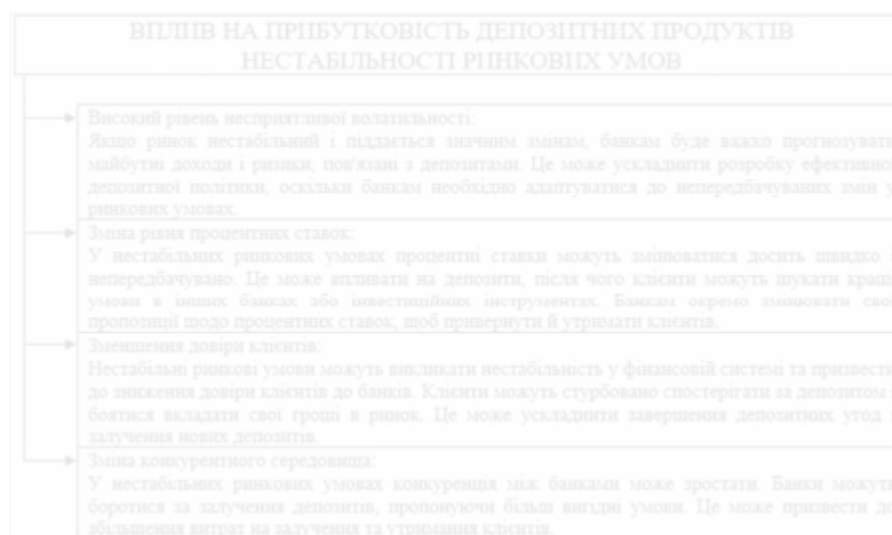 ВПЛИВ НА ПРИБУТКОВІСТЬ ДЕПОЗИТНИХ ПРОДУКТІВ
НЕСТАБІЛЬНОСТІ РИНКОВИХ УМОВ
Високий рівень несприятливої волатильності:
Якщо ринок нестабільний і піддається значним змінам, банкам буде важко прогнозувати
майбутні доходи і ризики, пов'язані з депозитами. Це може ускладнити розробку ефективної
депозитної політики, оскільки банкам необхідно адаптуватися до непередбачуваних змін у
ринкових умовах.
Зміна рівня процентних ставок:
У нестабільних ринкових умовах процентні ставки можуть змінюватися досить швидко
непередбачувано. Це може впливати на депозити, після чого клієнти можуть шукати кращі
умови в інших банках або інвестиційних інструментах. Банкам окремо змінювати свої
пропозиції щодо процентних ставок, щоб привернути й утримати клієнтів.
Зменшення довіри клієнтів:
Нестабільні ринкові умови можуть викликати нестабільність у фінансовій системі та призвести
до зниження довіри клієнтів до банків. Клієнти можуть стурбовано спостерігати за депозитом
боятися вкладати свої гроші в ринок. Це може ускладнити завершення депозитних угод
залучення нових депозитів.
Зміна конкурентного середовища:
У нестабільних ринкових умовах конкуренція між банками може зростати. Банки можуть
боротися за залучення депозитів, пропонуючи більш вигідні умови. Це може призвести до
збільшення витрат на залучення та утримання клієнтів.